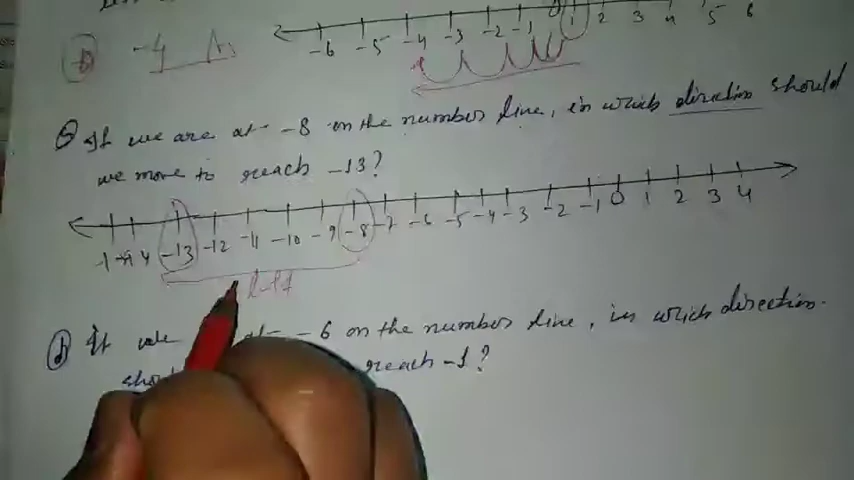 (b) -4 A
-6 -5 -4 -3 -2 -1 0 1 2 3 4 5 6
(c) If we are at -8 on the number line, in which direction should
we move to reach -13?
-13 -12 -11 -10 -9 -8 -7 -6 -5 -4 -3 -2 -1 0 1 2 3 4
left
(d) If we at -6 on the number line, in which direction
sho reach -1?